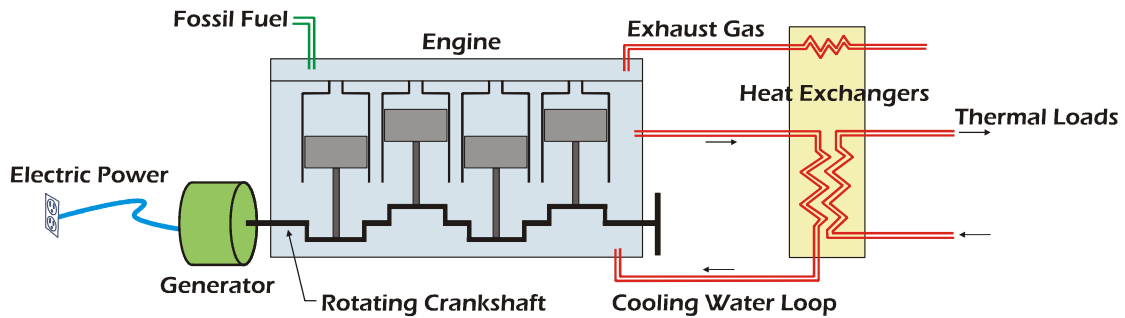 Fossil Fuel
Engine
Exhaust Gas
Heat Exchangers
Thermal Loads
Electric Power
Generator
Rotating Crankshaft
Cooling Water Loop